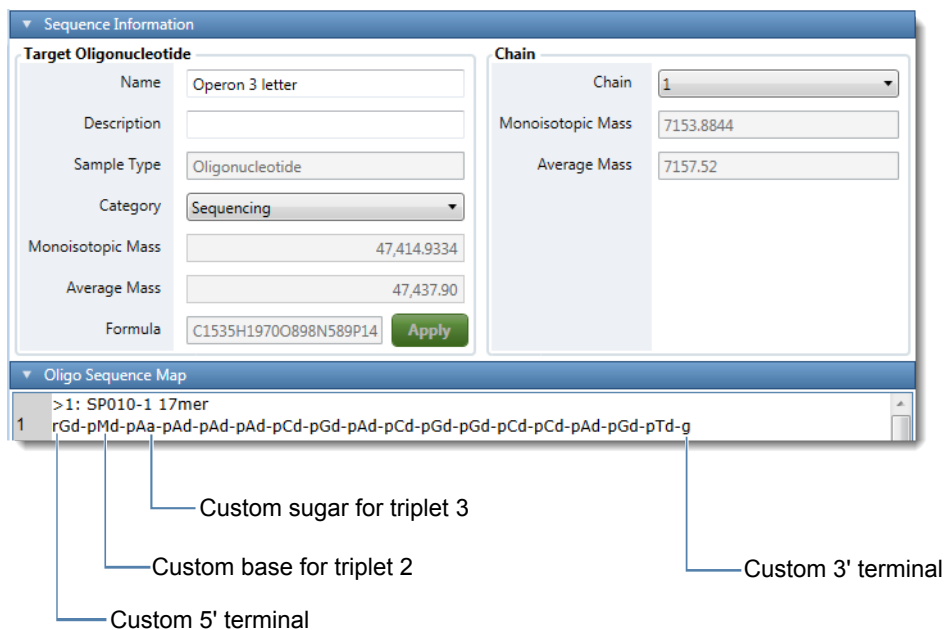 Sequence Information
Target Oligonucleotide
Name Operon 3 letter
Description
Sample Type Oligonucleotide
Category Sequencing
Monoisotopic Mass 47,414.9334
Average Mass 47,437.90
Formula C1535H1970O898N589P14 Apply
Chain
Chain 1
Monoisotopic Mass 7153.8844
Average Mass 7157.52
Oligo Sequence Map
>1: SP010-1 17mer
1 rGd-pMd-pAa-pAd-pAd-pAd-pCd-pGd-pAd-pCd-pGd-pGd-pCd-pCd-pAd-pGd-pTd-g
Custom sugar for triplet 3
Custom base for triplet 2
Custom 3' terminal
Custom 5' terminal